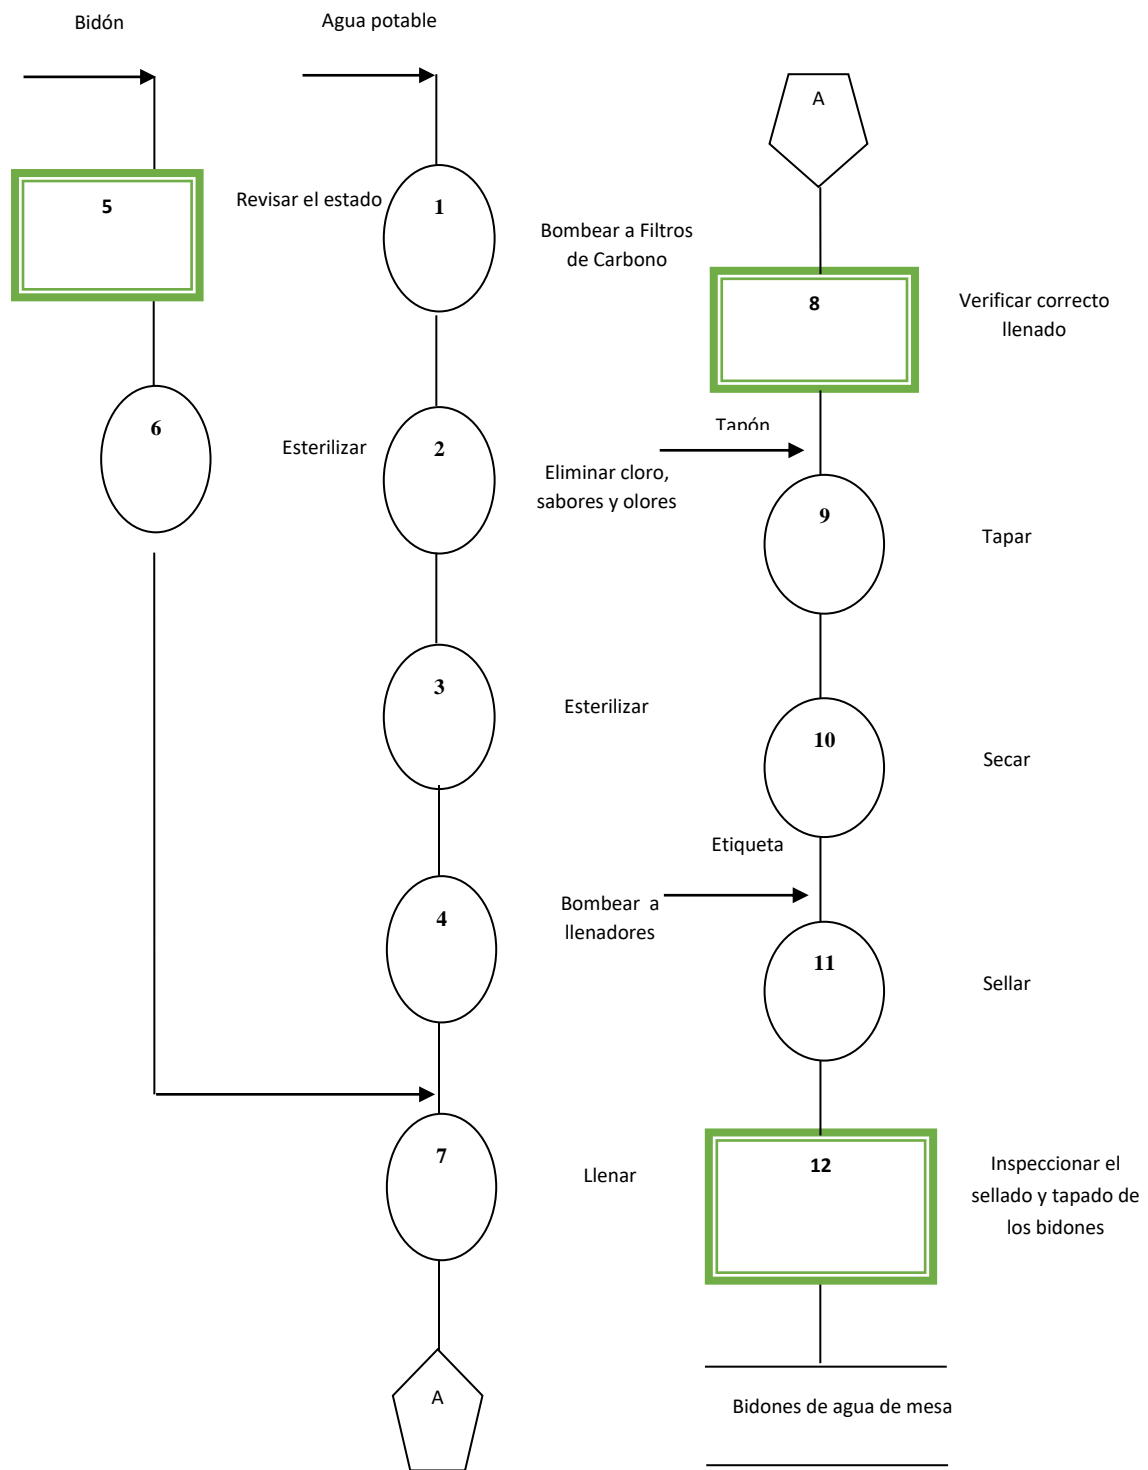 Bidón
Agua potable
A
5
Revisar el estado
1
Bombear a Filtros
de Carbono
8
Verificar correcto
llenado
6
Esterilizar
2
Tapón
Eliminar cloro,
sabores y olores
9
Tapar
3
Esterilizar
10
Secar
Etiqueta
4
Bombear a
llenadores
11
Sellar
7
Llenar
12
Inspeccionar el
sellado y tapado de
los bidones
A
Bidones de agua de mesa